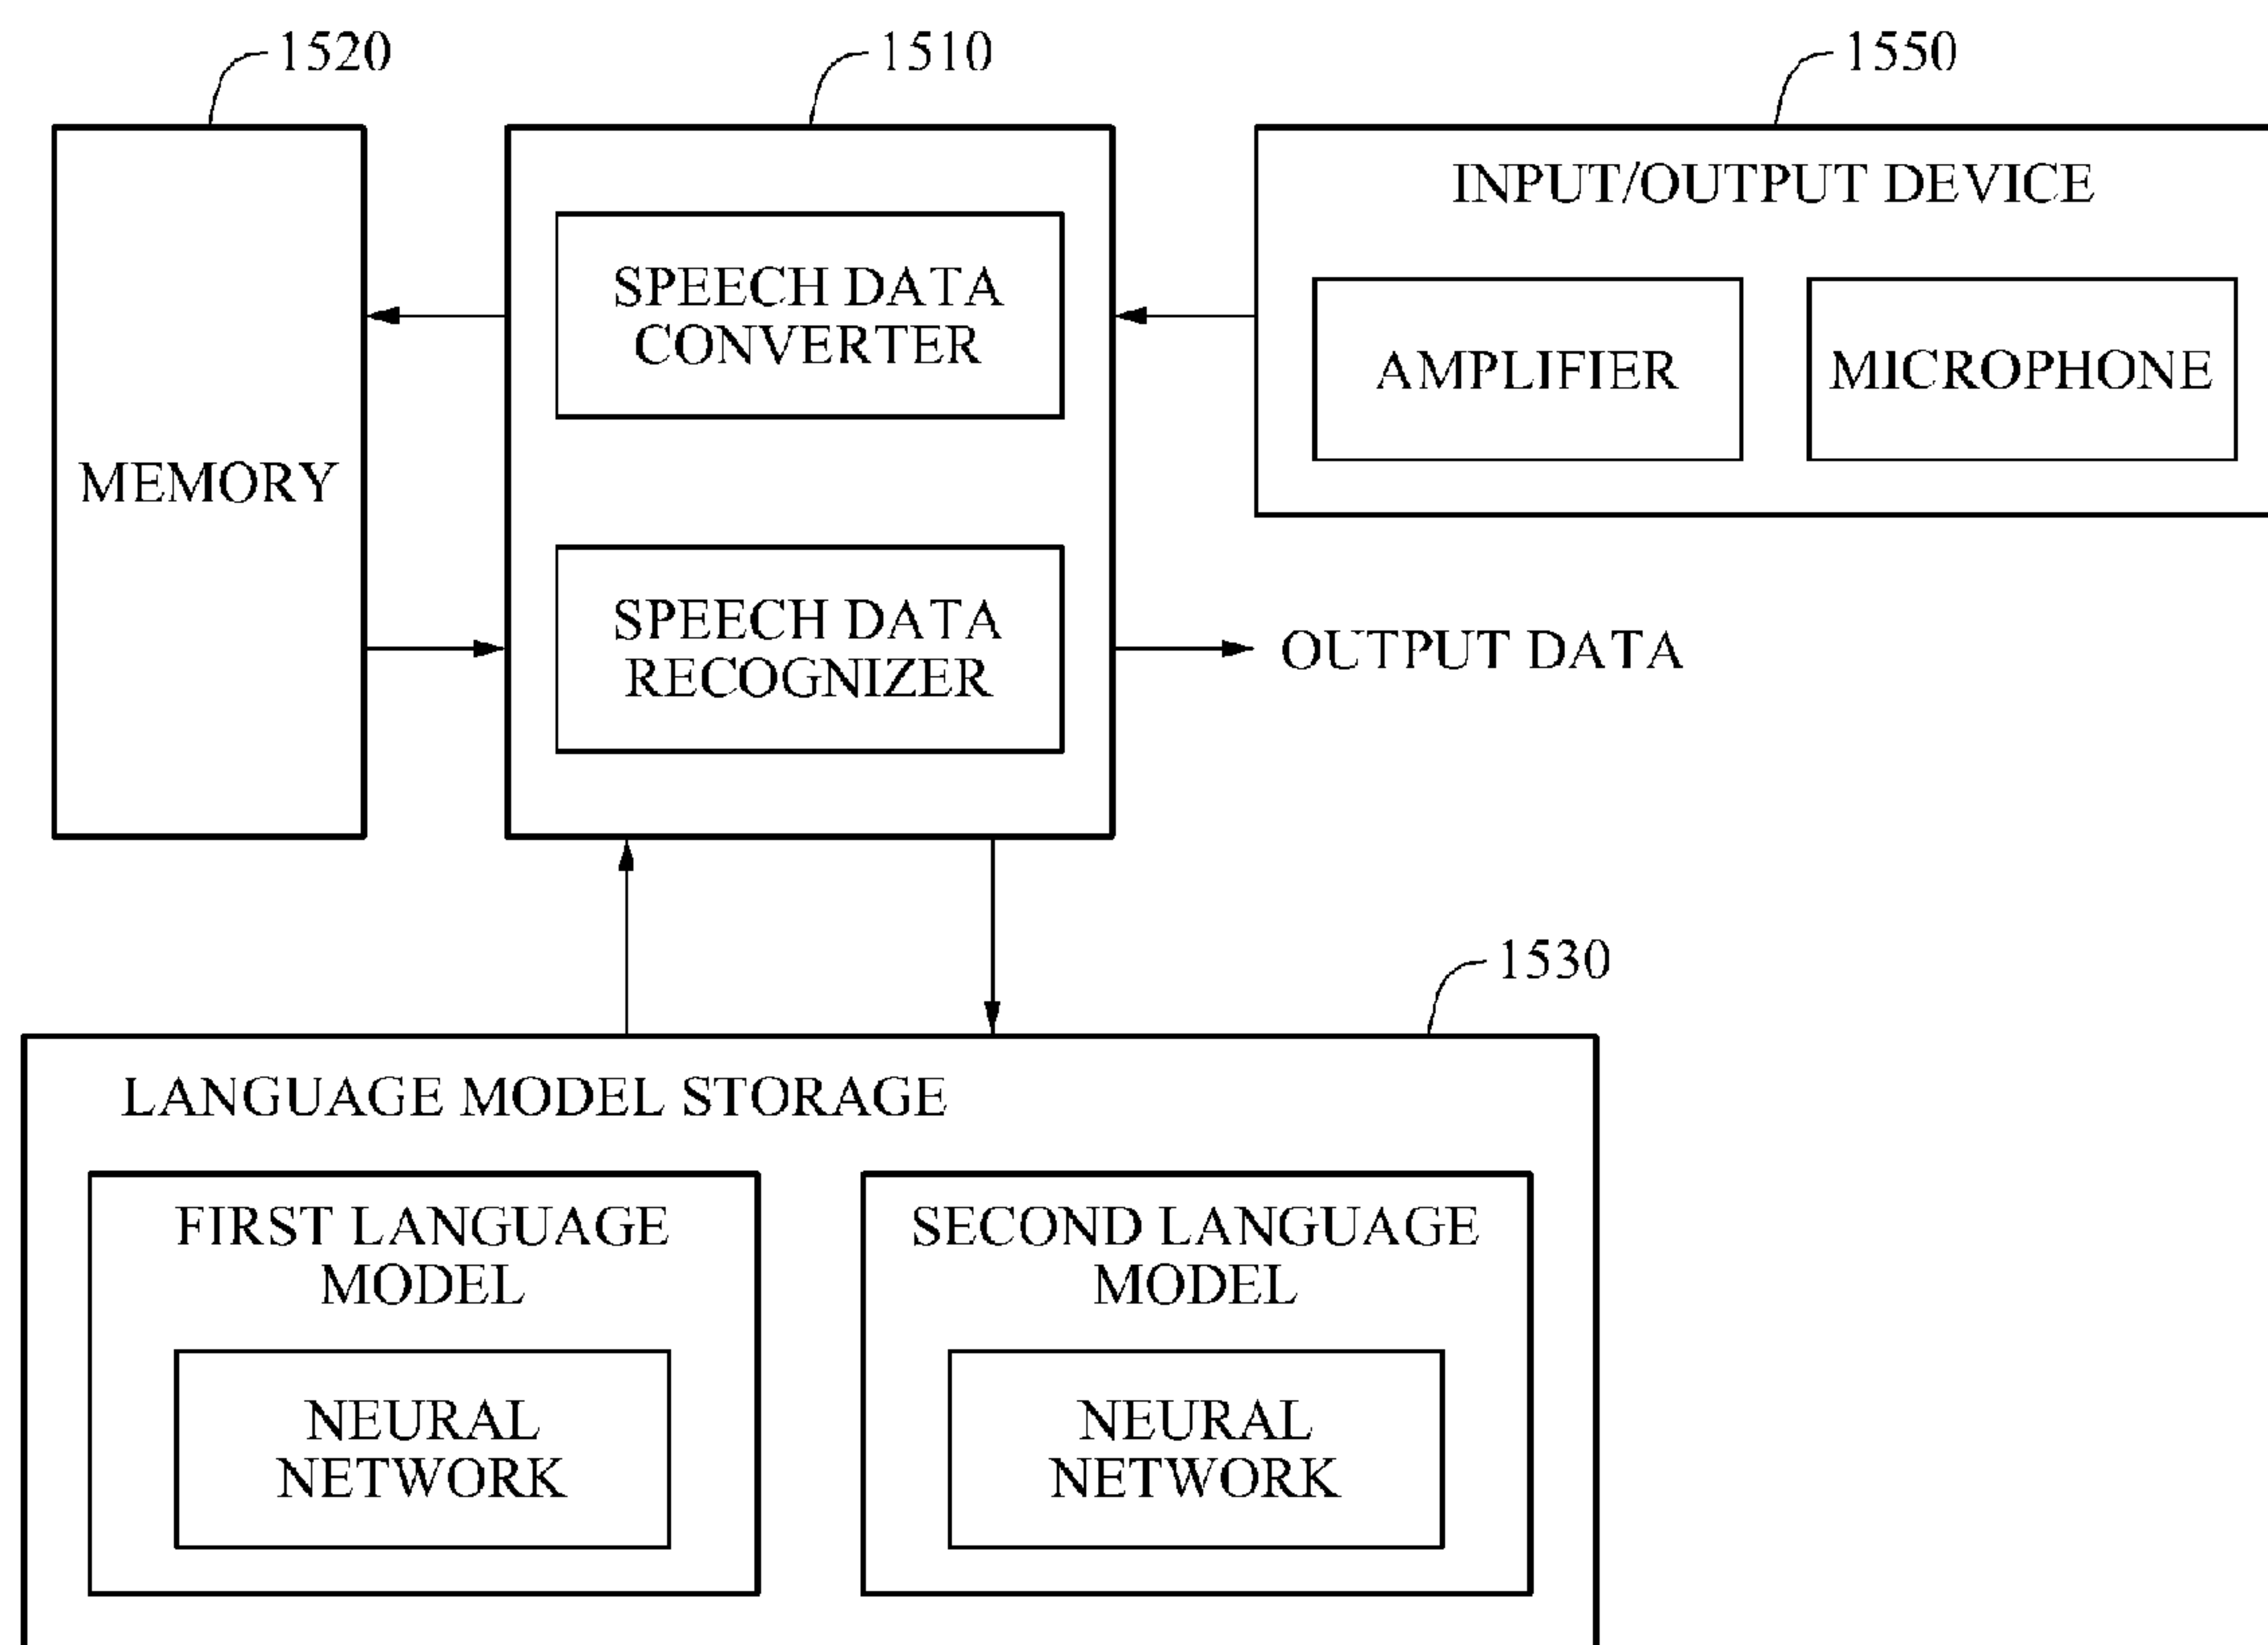 1520
1510
1550
MEMORY
SPEECH DATA
CONVERTER
SPEECH DATA
RECOGNIZER
INPUT/OUTPUT DEVICE
AMPLIFIER
MICROPHONE
OUTPUT DATA
1530
LANGUAGE MODEL STORAGE
FIRST LANGUAGE
MODEL
NEURAL
NETWORK
SECOND LANGUAGE
MODEL
NEURAL
NETWORK